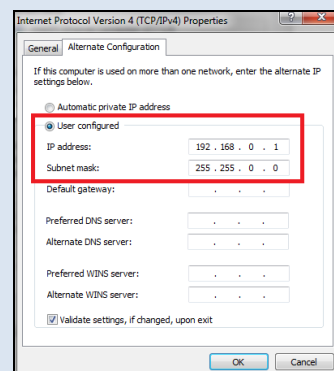 Internet Protocol Version 4 (TCP/IPv4) Properties
General Alternate Configuration
If this computer is used on more than one network, enter the alternate IP
settings below.
Automatic private IP address
User configured
IP address: 192 . 168 . 0 . 1
Subnet mask: 255 . 255 . 0 . 0
Default gateway: . . .
Preferred DNS server: . . .
Alternate DNS server: . . .
Preferred WINS server: . . .
Alternate WINS server: . . .
Validate settings, if changed, upon exit
OK Cancel